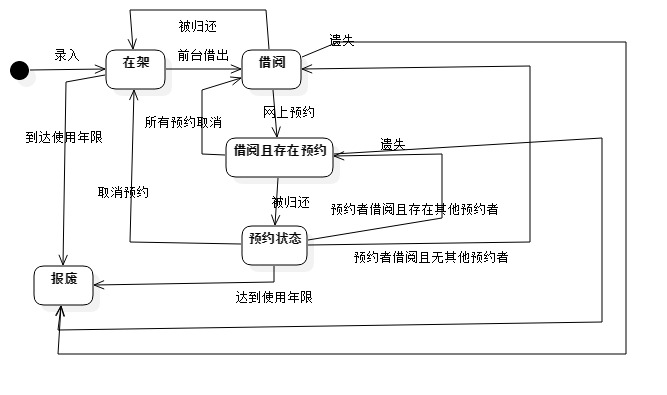 被归还
遗失
录入
在架
前台借出
借阅
网上预约
所有预约取消
到达使用年限
借阅且存在预约
遗失
取消预约
被归还
预约者借阅且存在其他预约者
预约状态
预约者借阅且无其他预约者
报废
达到使用年限